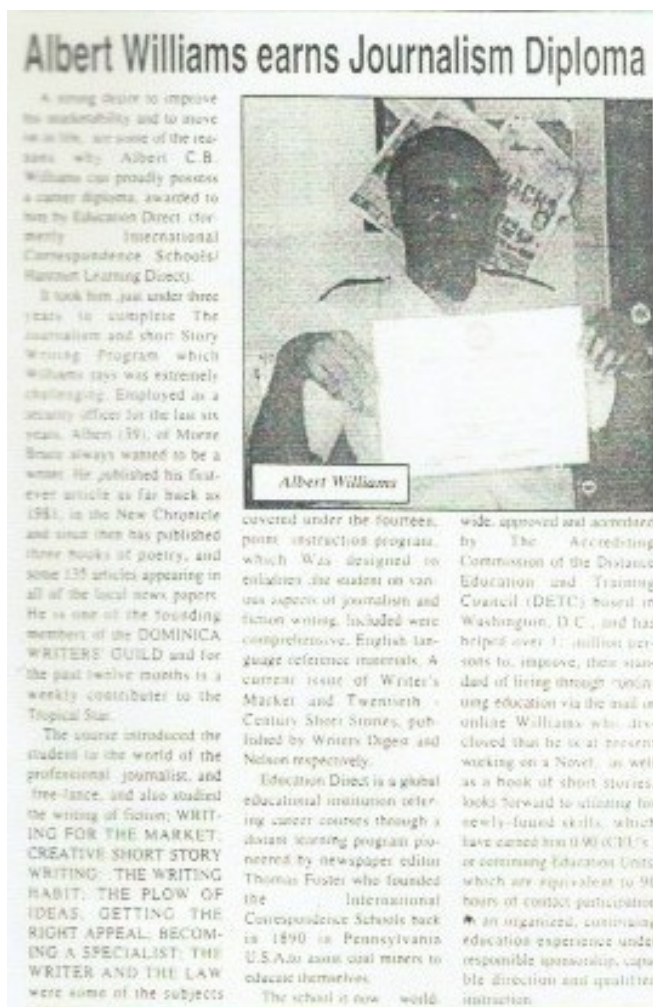 Albert Williams earns Journalism Diploma
A strong desire to improve
his marketability and to move
on in life, are some of the rea-
sons why Albert C.B.
Williams can proudly possess
a career diploma, awarded to
him by Education Direct (for-
merly International
Correspondence Schools/
Harcourt Learning Direct).
It took him just under three
years to complete The
Journalism and short Story
Writing Program which
Williams says was extremely
challenging. Employed as a
security officer for the last six
years, Albert (39), of Morne
Bruce always wanted to be a
writer. He published his first-
ever article as far back as
1981, in the New Chronicle
and since then has published
three books of poetry, and
some 135 articles appearing in
all of the local news papers.
He is one of the founding
members of the DOMINICA
WRITERS' GUILD and for
the past twelve months is a
weekly contributer to the
Tropical Star.
The course introduced the
student to the world of the
professional journalist, and
free-lance, and also studied
the writing of fiction; WRIT-
ING FOR THE MARKET:
CREATIVE SHORT STORY
WRITING: THE WRITING
HABIT: THE PLOW OF
IDEAS: GETTING THE
RIGHT APPEAL: BECOM-
ING A SPECIALIST: THE
WRITER AND THE LAW
were some of the subjects
Albert Williams
covered under the fourteen,
point instruction program,
which Was designed to
the student on vari-
ous aspects of journalism and
fiction writing. Included were
comprehensive, English lan-
guage reference materials. A
current issue of Writer's
Market and Twentieth -
Century Short Stories, pub-
lished by Writers Digest and
Nelson respectively.
Education Direct is a global
educational institution offer-
ing career courses through a
distant learning program pio-
neered by newspaper editor
Thomas Foster who founded
the International
Correspondence Schools back
in 1890 in Pennsylvania
U.S.A.to assist coal miners to
educate themselves.
The school is now world-
wide, approved and accredited
by The Accrediting
Commission of the Distance
Education and Training
Council (DETC) based in
Washington, D.C., and has
helped over million per-
sons to, improve, their stan-
dard of living through contin-
uing education via the mail or
online Williams who dis-
closed that he is at present
working on a Novel, as well
as a book of short stories,
looks forward to utilizing his
newly-found skills, which
have earned him 0.90 (CEU's
or continuing Education Units
which are equivalent to 90
hours of contact participation
in an organized, continuing
education experience under
responsible sponsorship, capa
ble direction and qualified
instruction